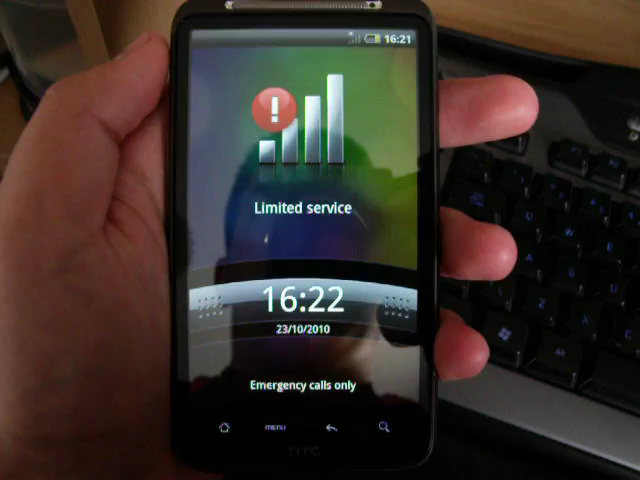 16:21
Limited service
16:22
23/10/2010
Emergency calls only
MENU
HTC